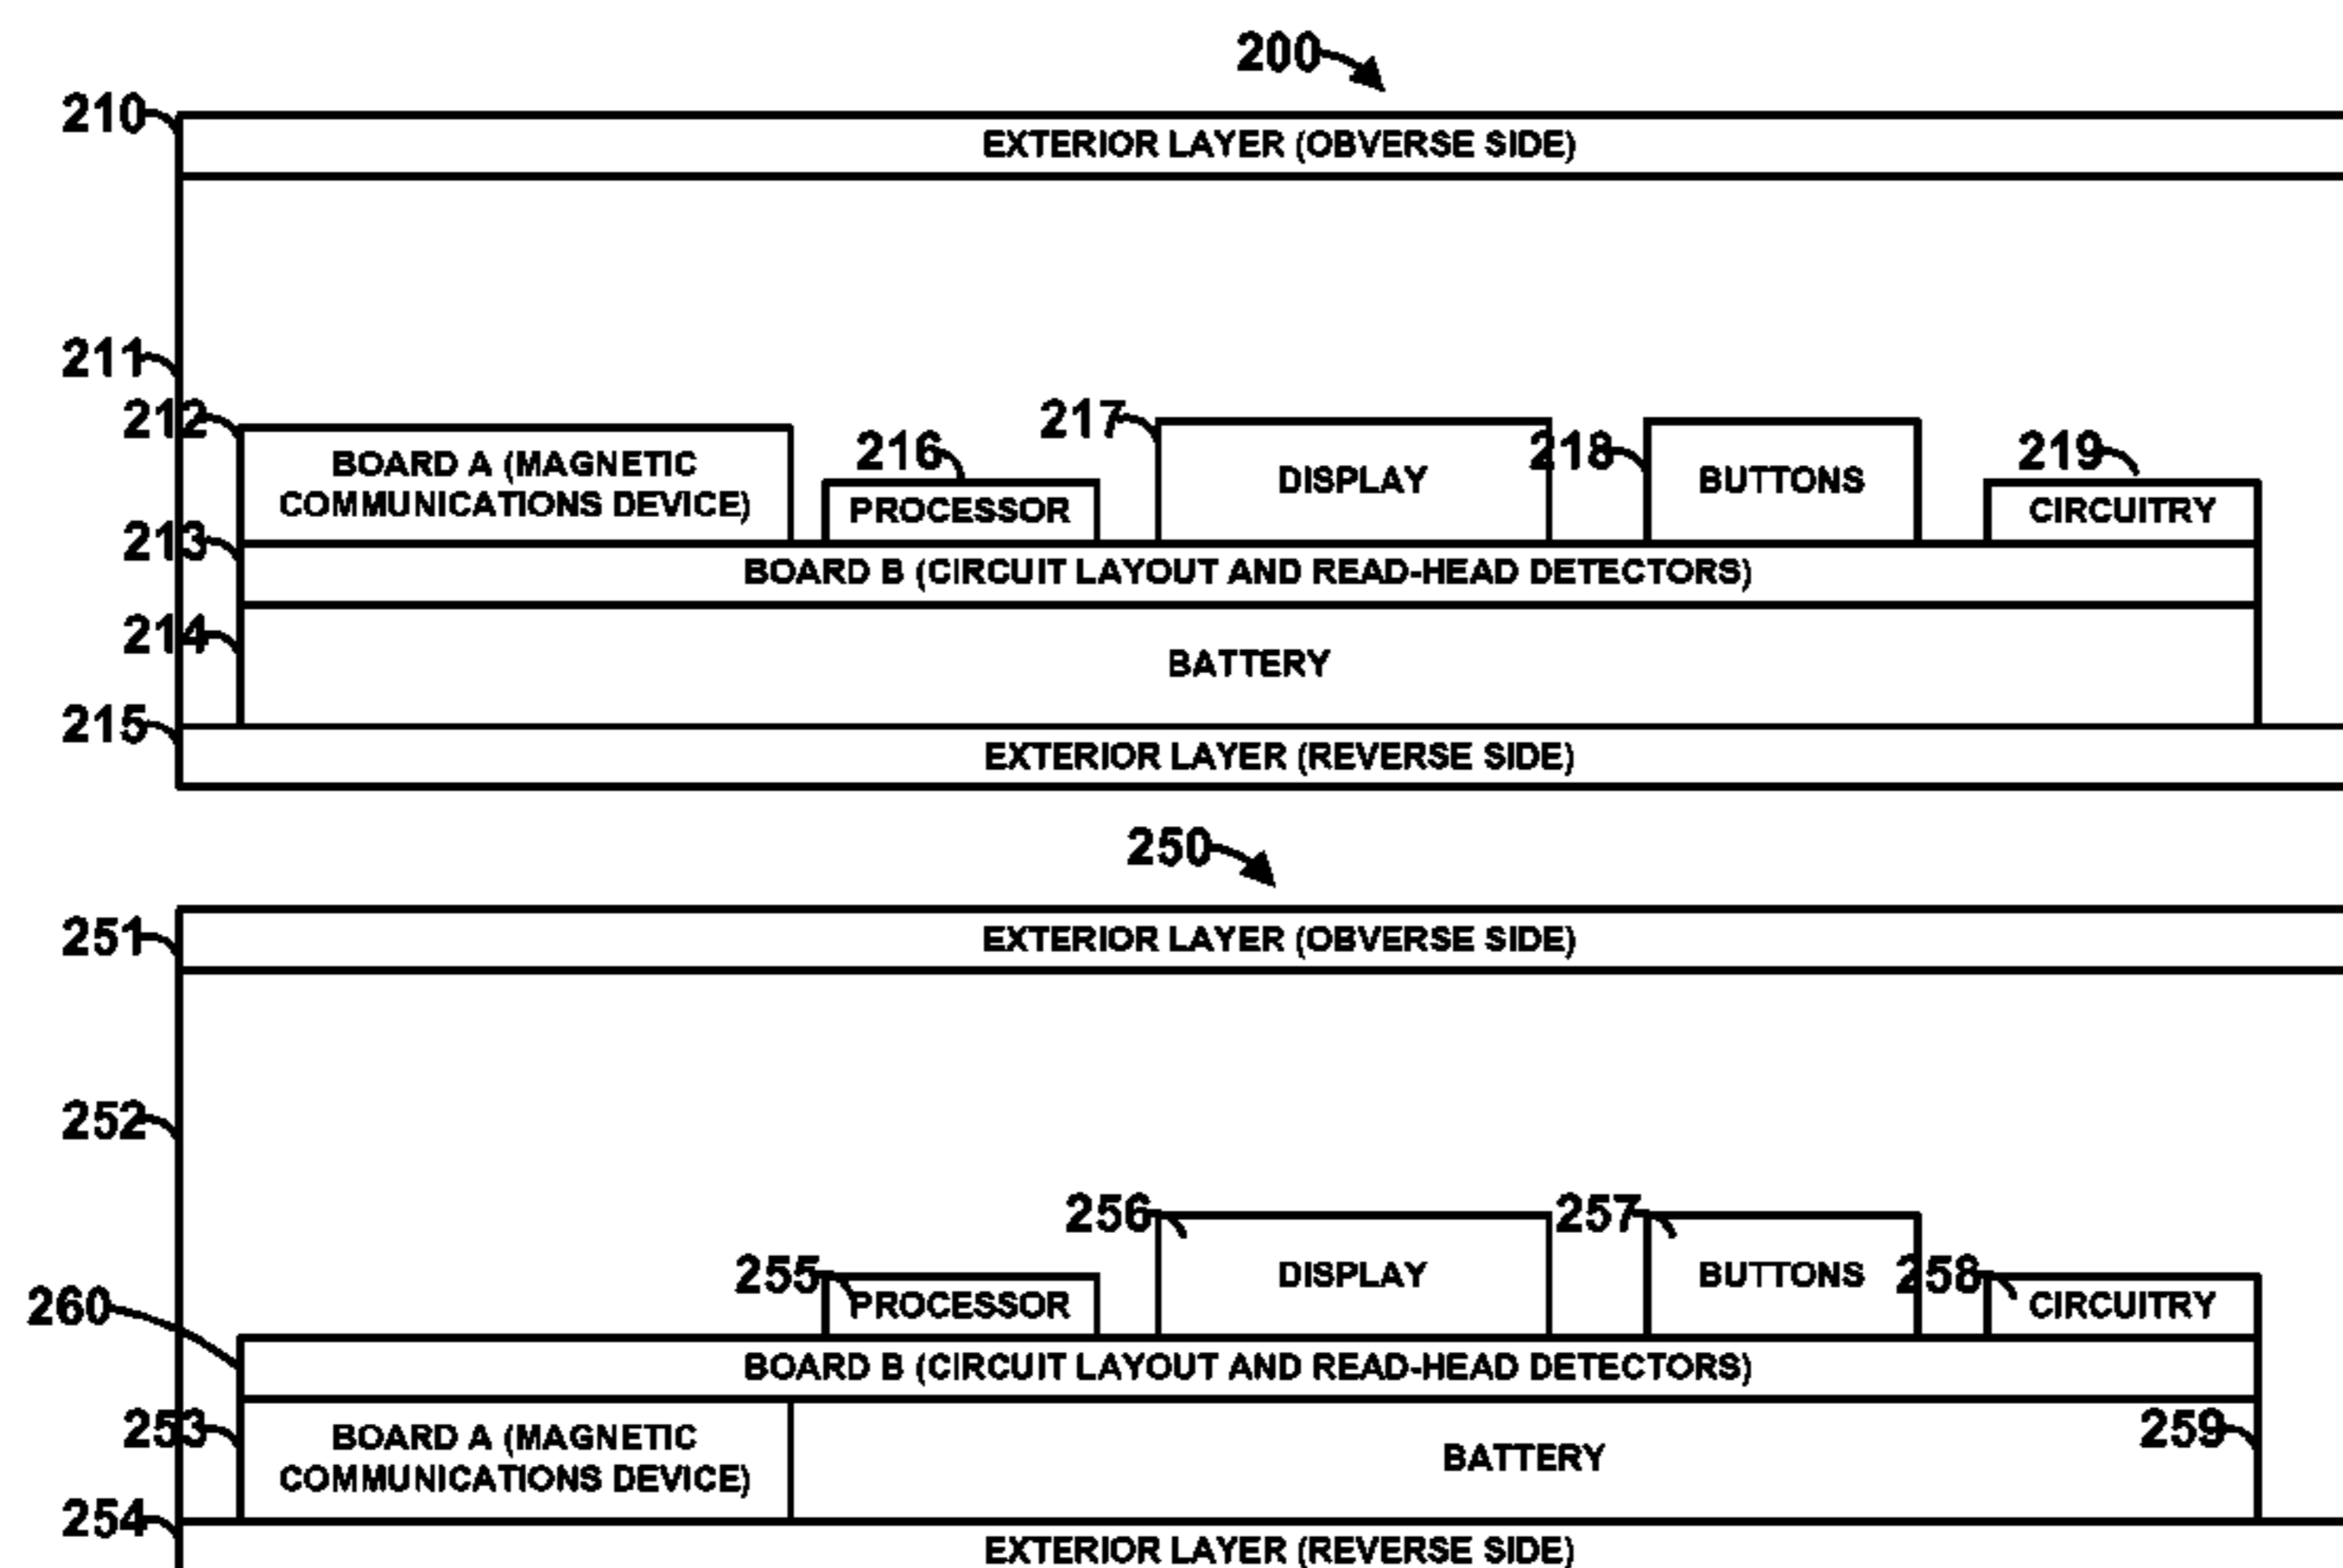 200
210
EXTERIOR LAYER (OBVERSE SIDE)
211
212
BOARD A (MAGNETIC
COMMUNICATIONS DEVICE)
216
PROCESSOR
217
DISPLAY
218
BUTTONS
219
CIRCUITRY
213
BOARD B (CIRCUIT LAYOUT AND READ-HEAD DETECTORS)
214
BATTERY
215
EXTERIOR LAYER (REVERSE SIDE)
250
251
EXTERIOR LAYER (OBVERSE SIDE)
252
255
PROCESSOR
256
DISPLAY
257
BUTTONS
258
CIRCUITRY
260
BOARD B (CIRCUIT LAYOUT AND READ-HEAD DETECTORS)
253
BOARD A (MAGNETIC
COMMUNICATIONS DEVICE)
BATTERY
259
254
EXTERIOR LAYER (REVERSE SIDE)